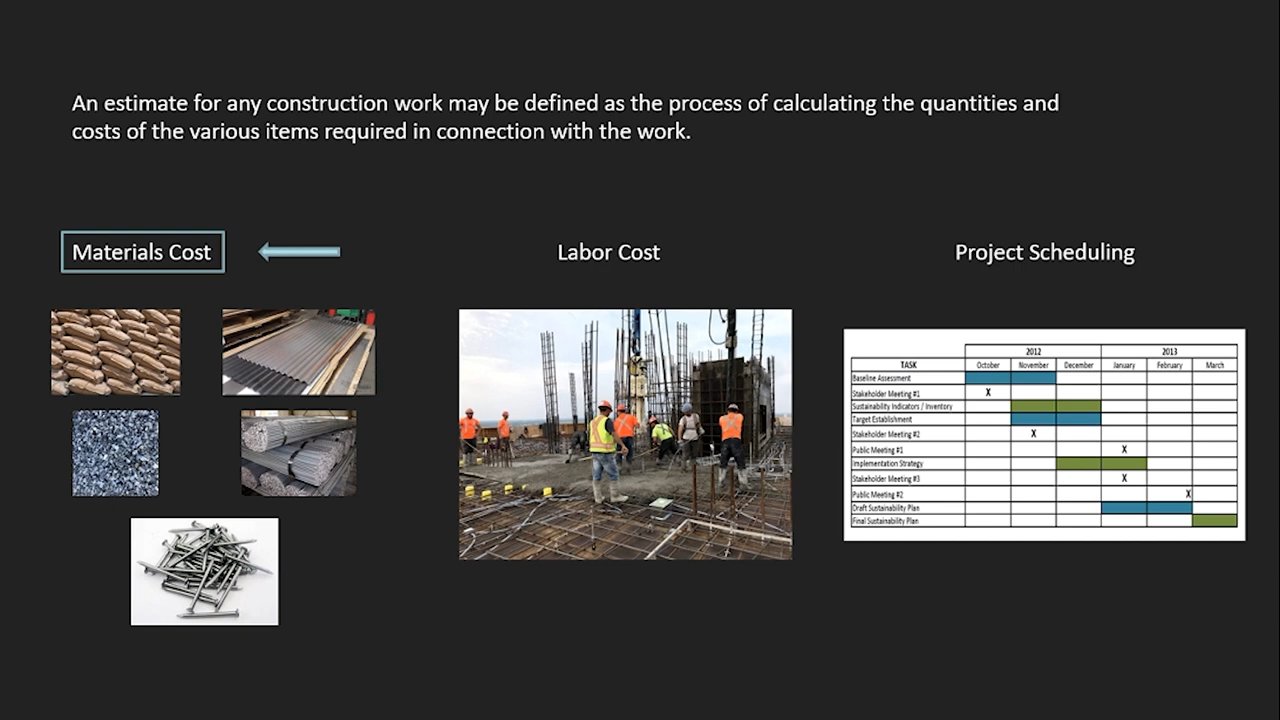 An estimate for any construction work may be defined as the process of calculating the quantities and
costs of the various items required in connection with the work.
Materials Cost
Labor Cost
Project Scheduling
2012 2013
TASK October November December January February March
Baseline Assessment
Stakeholder Meeting #1 X
Sustainability Indicators / Inventory
Target Establishment
Stakeholder Meeting #2 X
Public Meeting #1 X
Implementation Strategy
Stakeholder Meeting #3 X
Public Meeting #2 X
Draft Sustainability Plan
Final Sustainability Plan